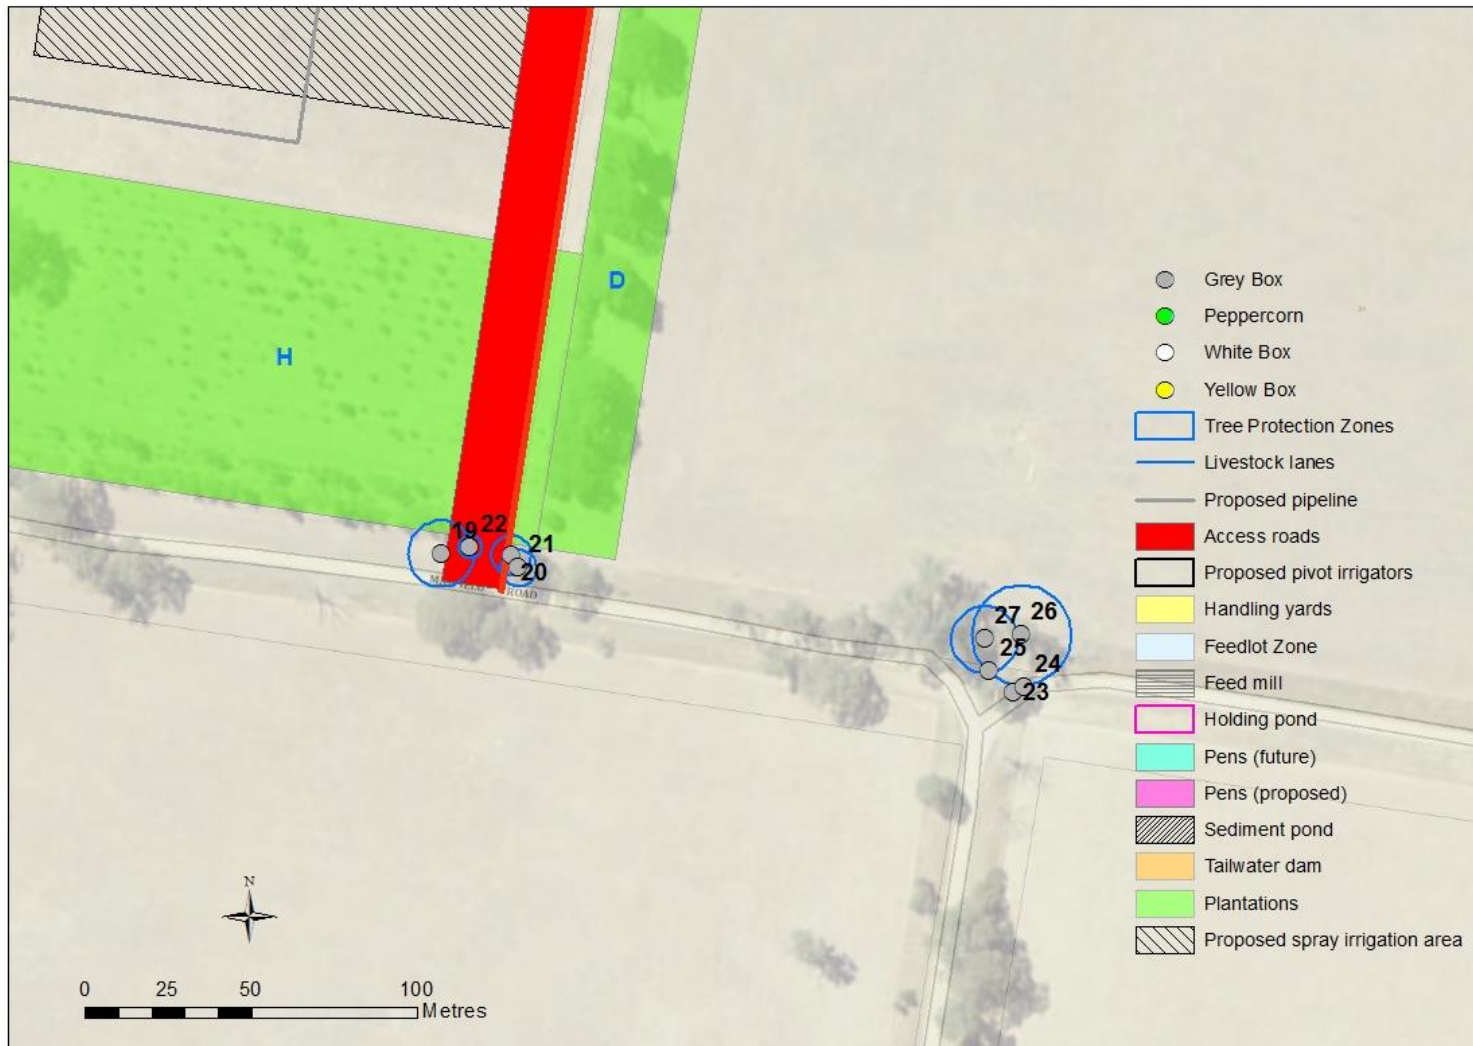 D
H
19 22
21
20
ROAD
26
27
25
24
23
Grey Box
Peppercorn
White Box
Yellow Box
Tree Protection Zones
Livestock lanes
Proposed pipeline
Access roads
Proposed pivot irrigators
Handling yards
Feedlot Zone
Feed mill
Holding pond
Pens (future)
Pens (proposed)
Sediment pond
Tailwater dam
Plantations
Proposed spray irrigation area
N
0 25 50 100
Metres